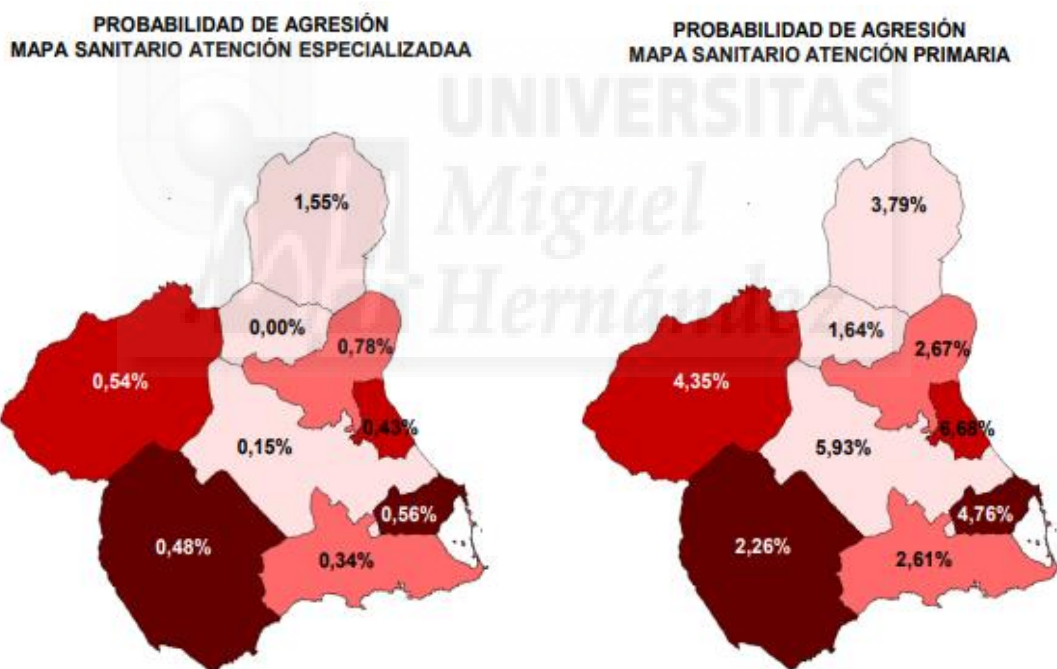 PROBABILIDAD DE AGRESIÓN
MAPA SANITARIO ATENCIÓN ESPECIALIZADAA
1,55%
0,00%
0,78%
0,54%
0,43%
0,15%
0,56%
0,48%
0,34%
PROBABILIDAD DE AGRESIÓN
MAPA SANITARIO ATENCIÓN PRIMARIA
3,79%
1,64%
2,67%
4,35%
6,68%
5,93%
4,76%
2,26%
2,61%
UNIVERSITAS
Miguel
Hernández